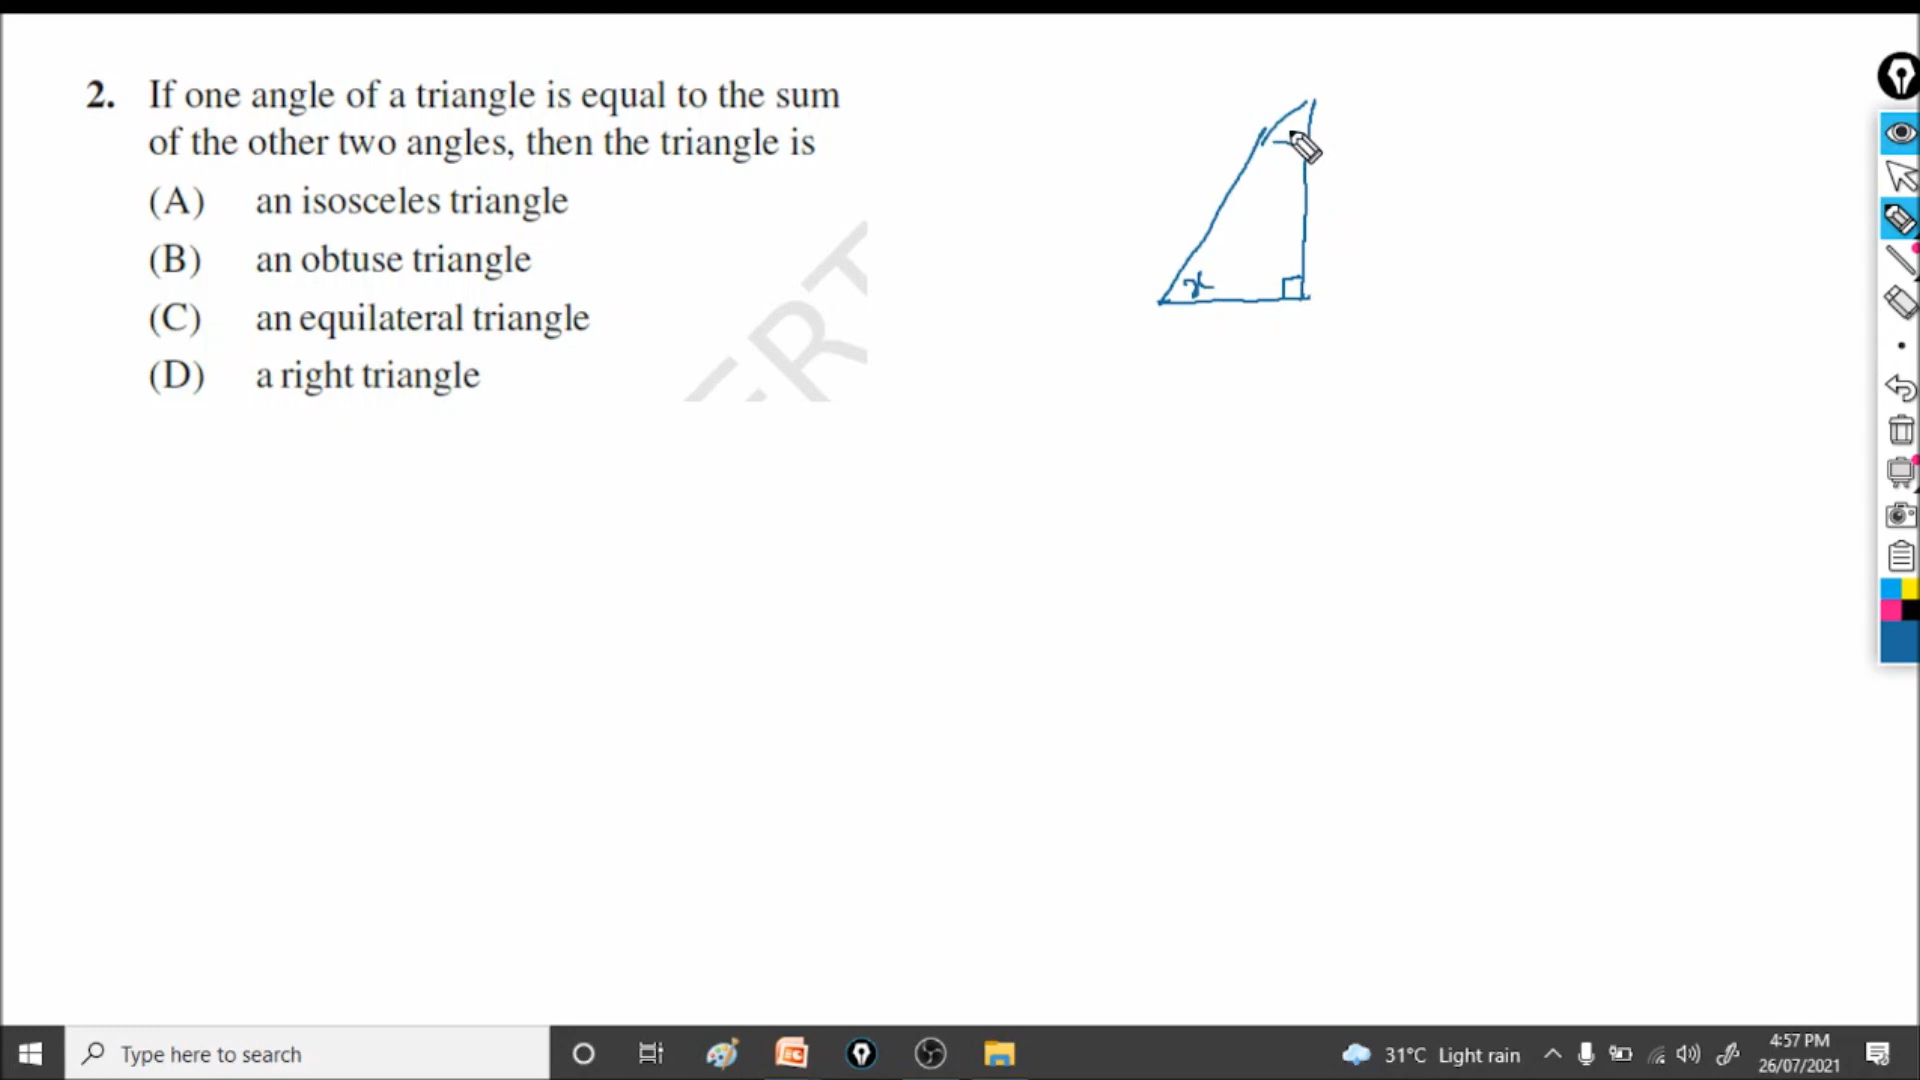 2. If one angle of a triangle is equal to the sum
of the other two angles, then the triangle is
(A) an isosceles triangle
(B) an obtuse triangle
(C) an equilateral triangle
(D) a right triangle
x
ERT
Type here to search
31°C Light rain
4:57 PM
26/07/2021